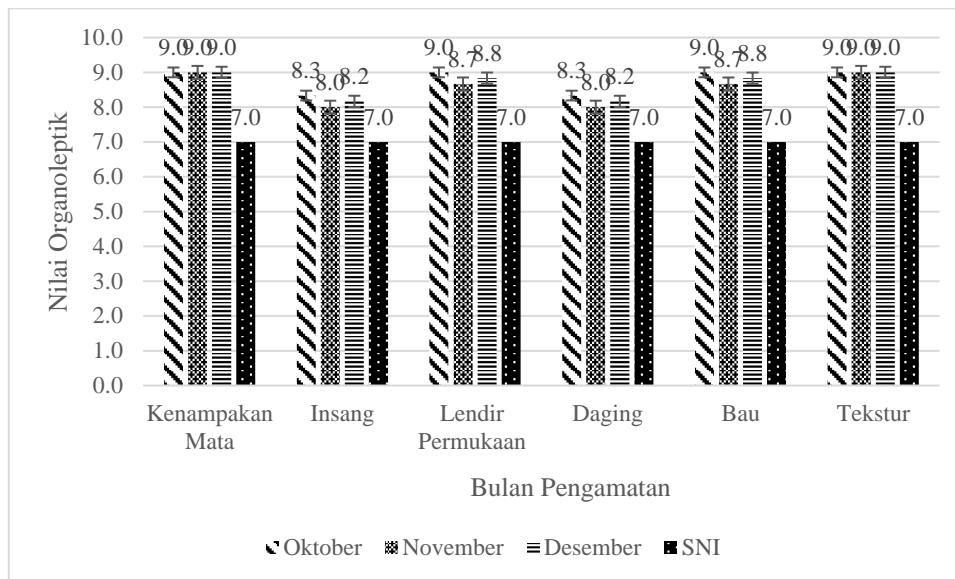 10.0
9.0
8.0
7.0
6.0
5.0
4.0
3.0
2.0
1.0
0.0
Nilai Organoleptik
9.0 9.0 9.0 7.0
8.3 8.0 8.2 7.0
9.0 8.7 8.8 7.0
8.3 8.0 8.2 7.0
9.0 8.7 8.8 7.0
9.0 9.0 9.0 7.0
Kenampakan
Mata
Insang
Lendir
Permukaan
Daging
Bau
Tekstur
Bulan Pengamatan
Oktober November Desember SNI